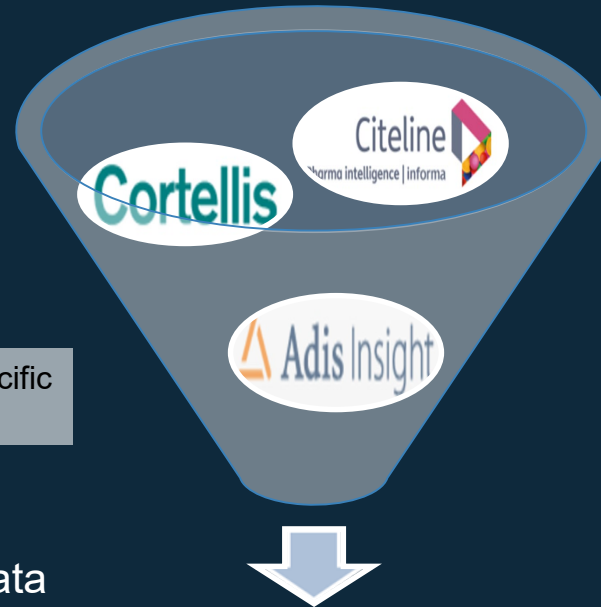 Citeline
Pharma intelligence | informa
Cortellis
Adis Insight
cific
ata